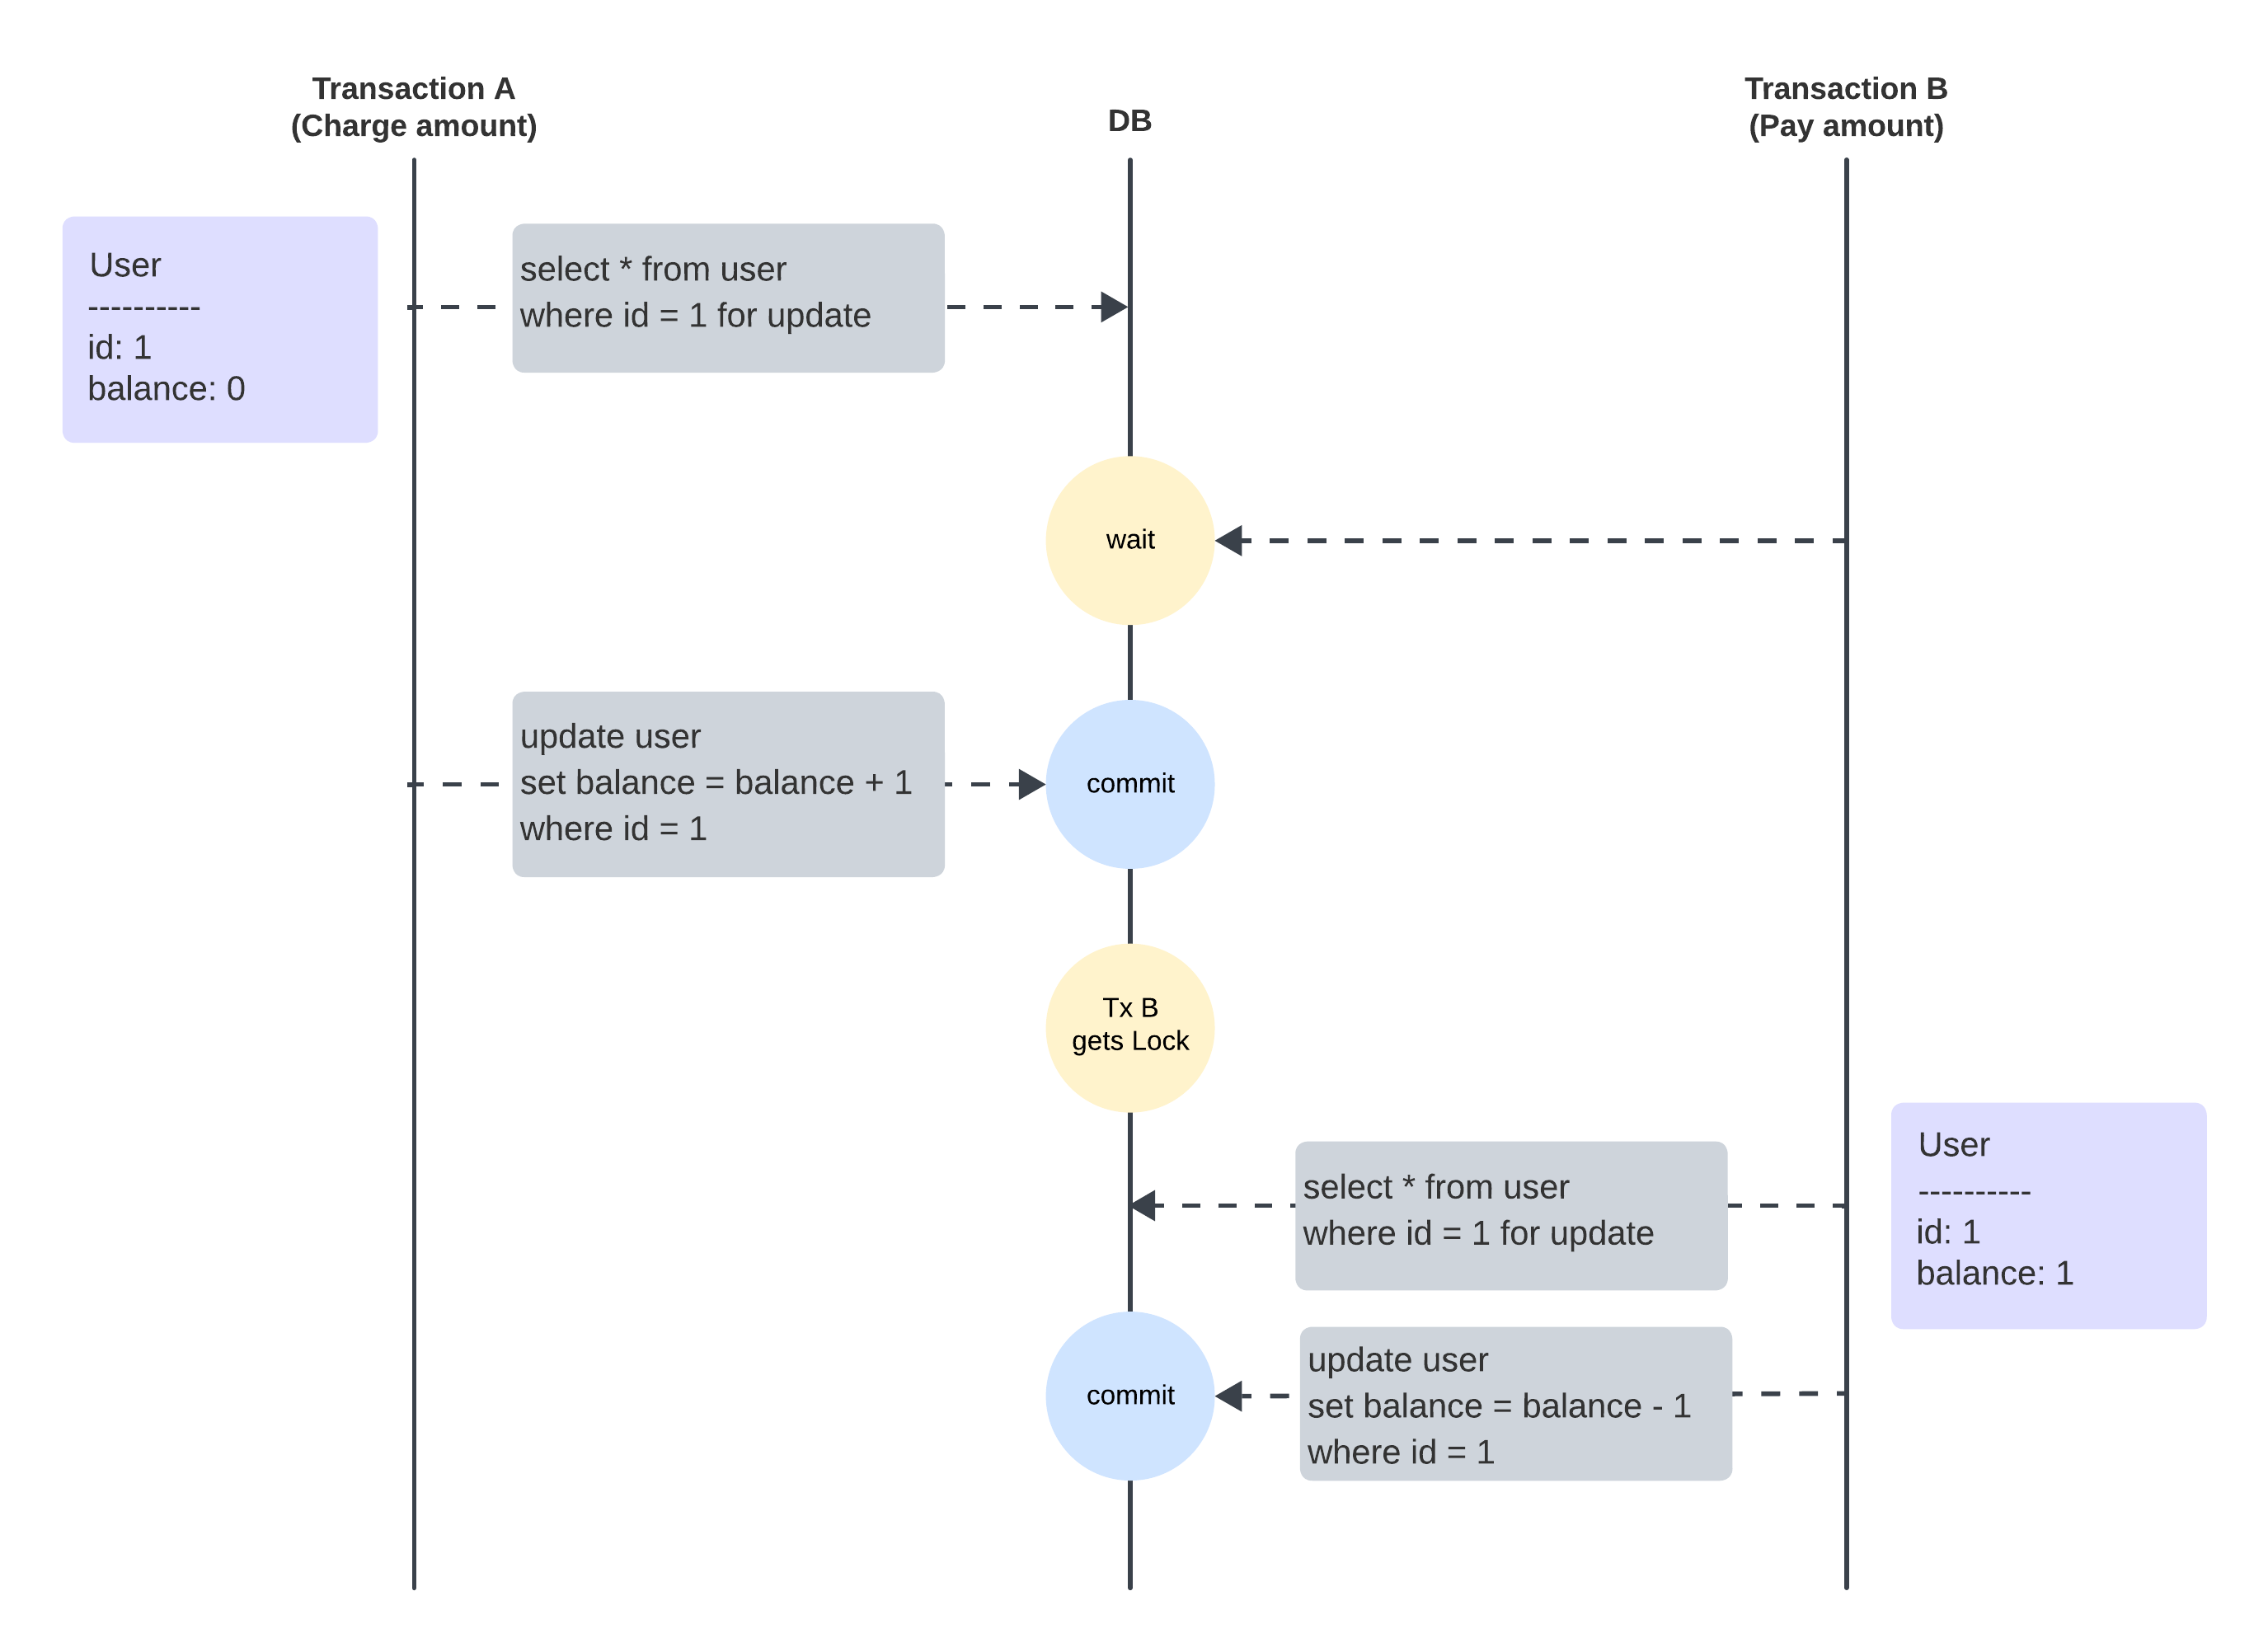 Transaction A
(Charge amount)
DB
Transaction B
(Pay amount)
User
----------
id: 1
balance: 0
select * from user
where id = 1 for update
wait
update user
set balance = balance + 1
where id = 1
commit
Tx B
gets Lock
select * from user
where id = 1 for update
User
----------
id: 1
balance: 1
commit
update user
set balance = balance - 1
where id = 1